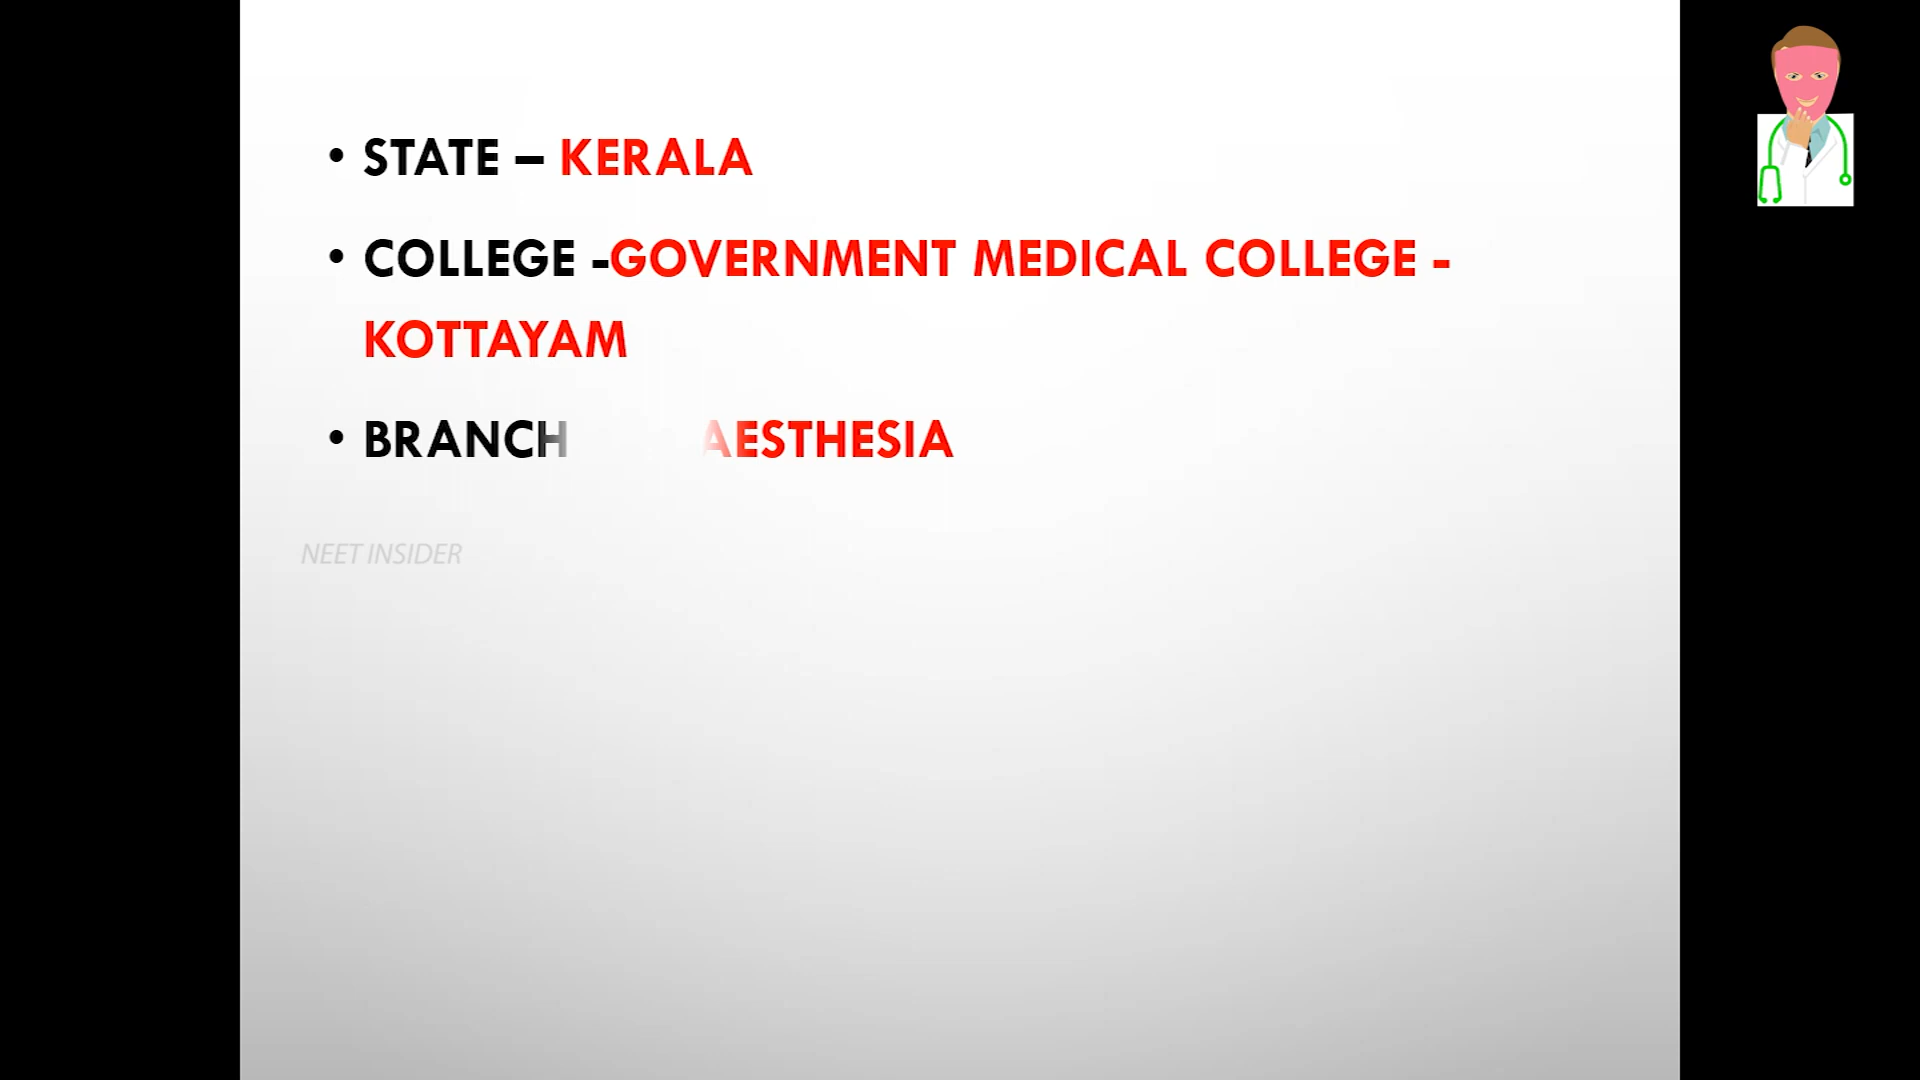 • STATE – KERALA
• COLLEGE -GOVERNMENT MEDICAL COLLEGE -
KOTTAYAM
• BRANCH AESTHESIA
NEET INSIDER